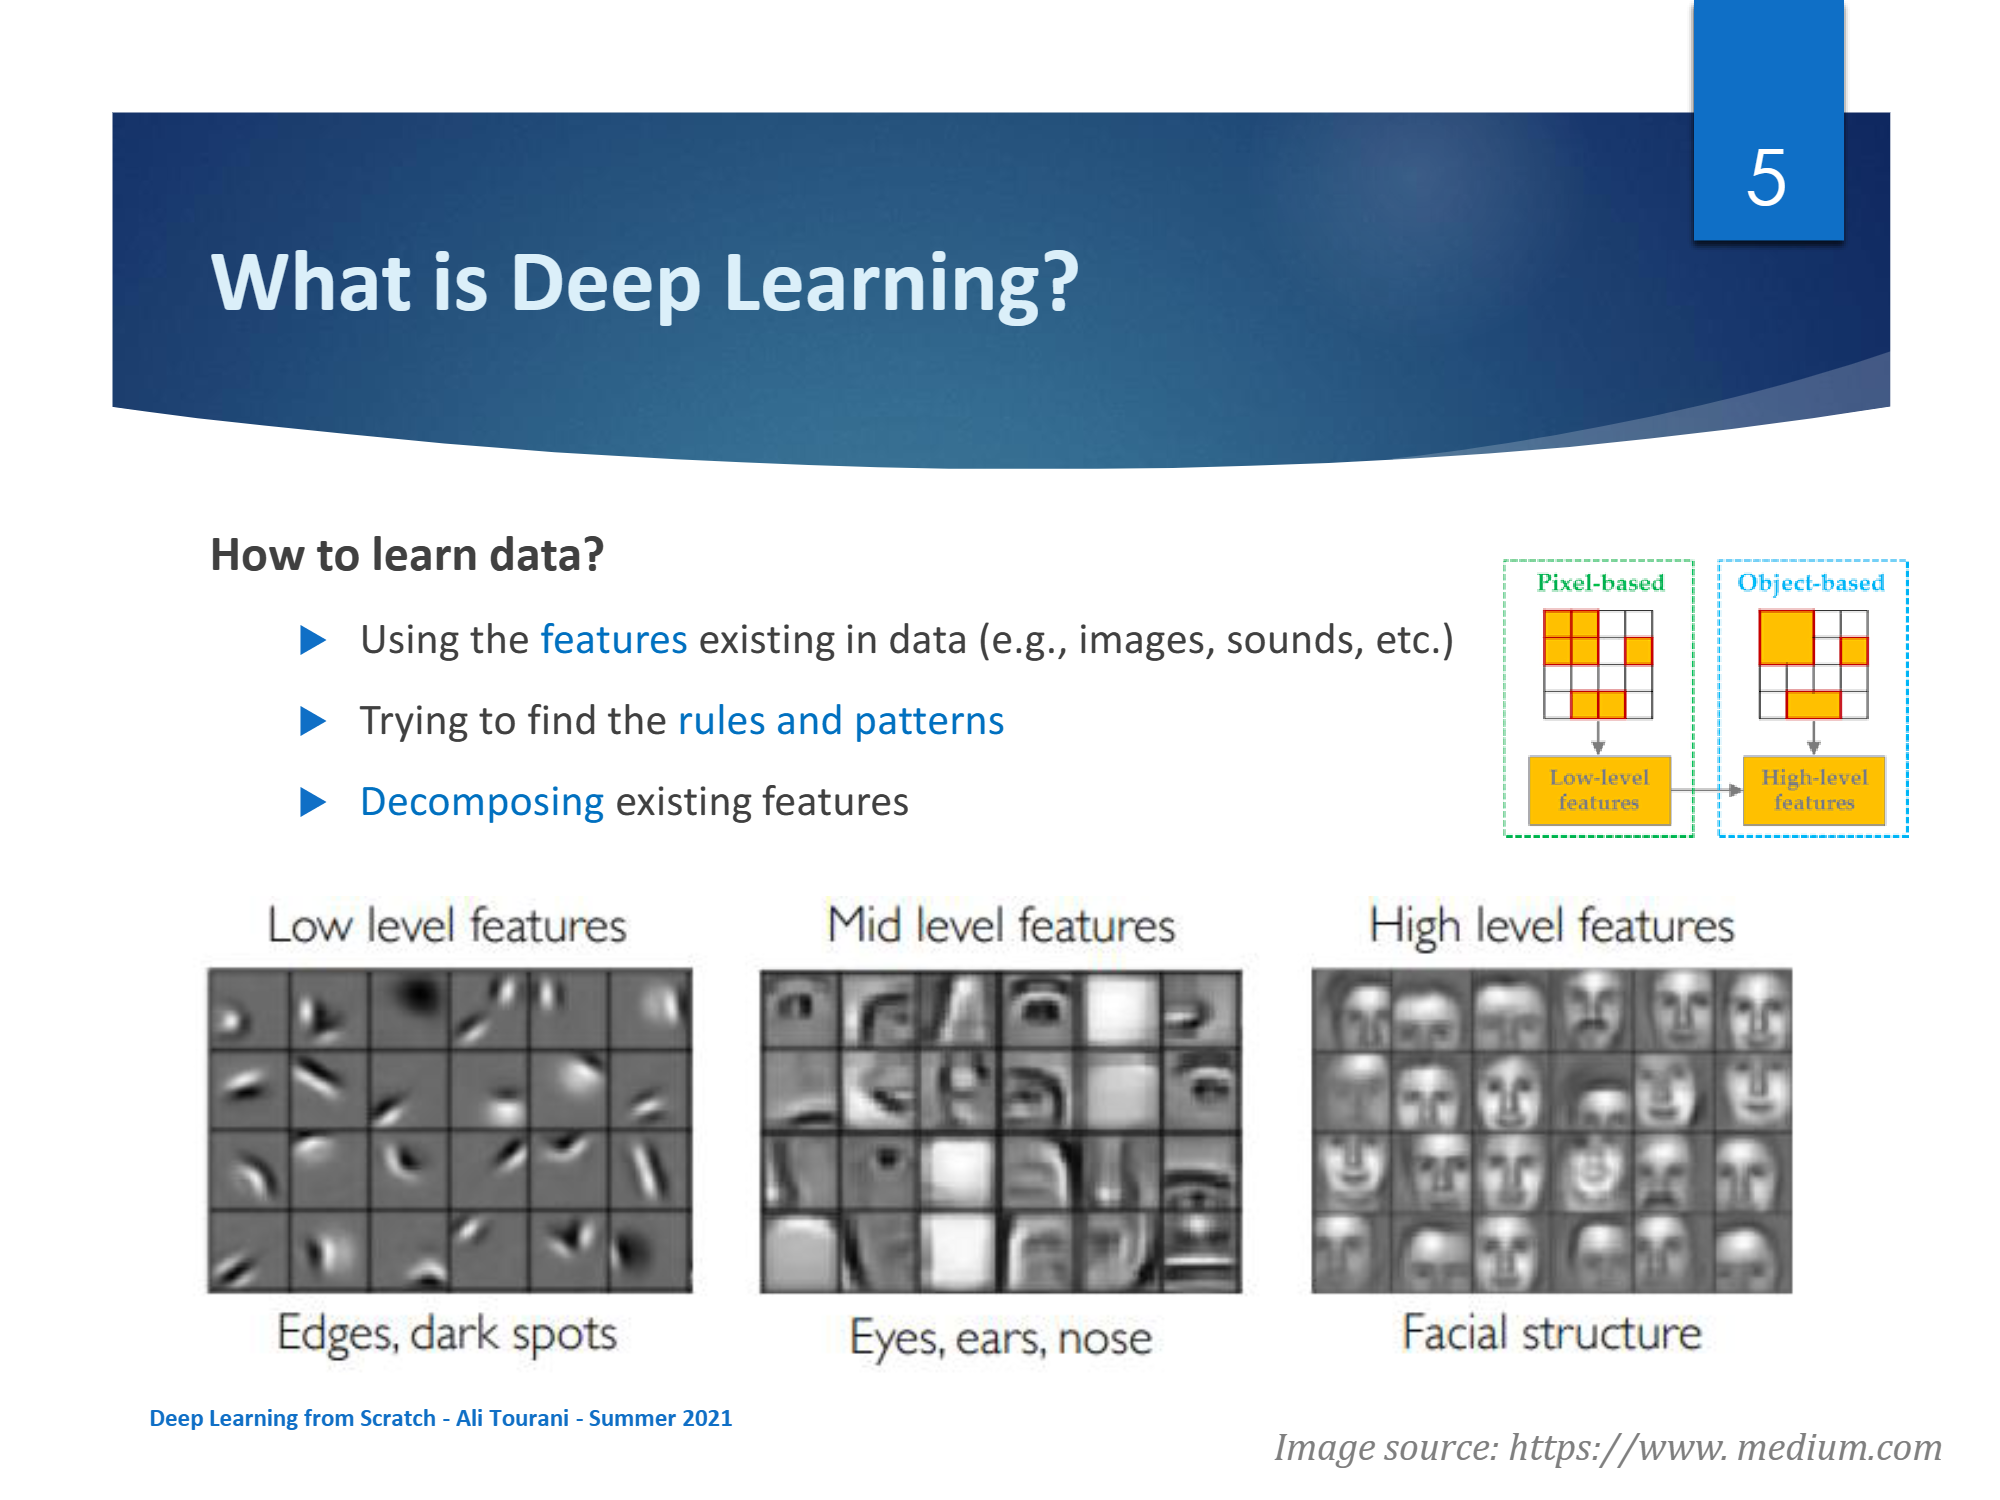 5
What is Deep Learning?
How to learn data?
Using the features existing in data (e.g., images, sounds, etc.)
Trying to find the rules and patterns
Decomposing existing features
Pixel-based
Low-level
features
Object-based
High-level
features
Low level features
Edges, dark spots
Mid level features
Eyes, ears, nose
High level features
Facial structure
Deep Learning from Scratch - Ali Tourani - Summer 2021
Image source: https://www. medium.com